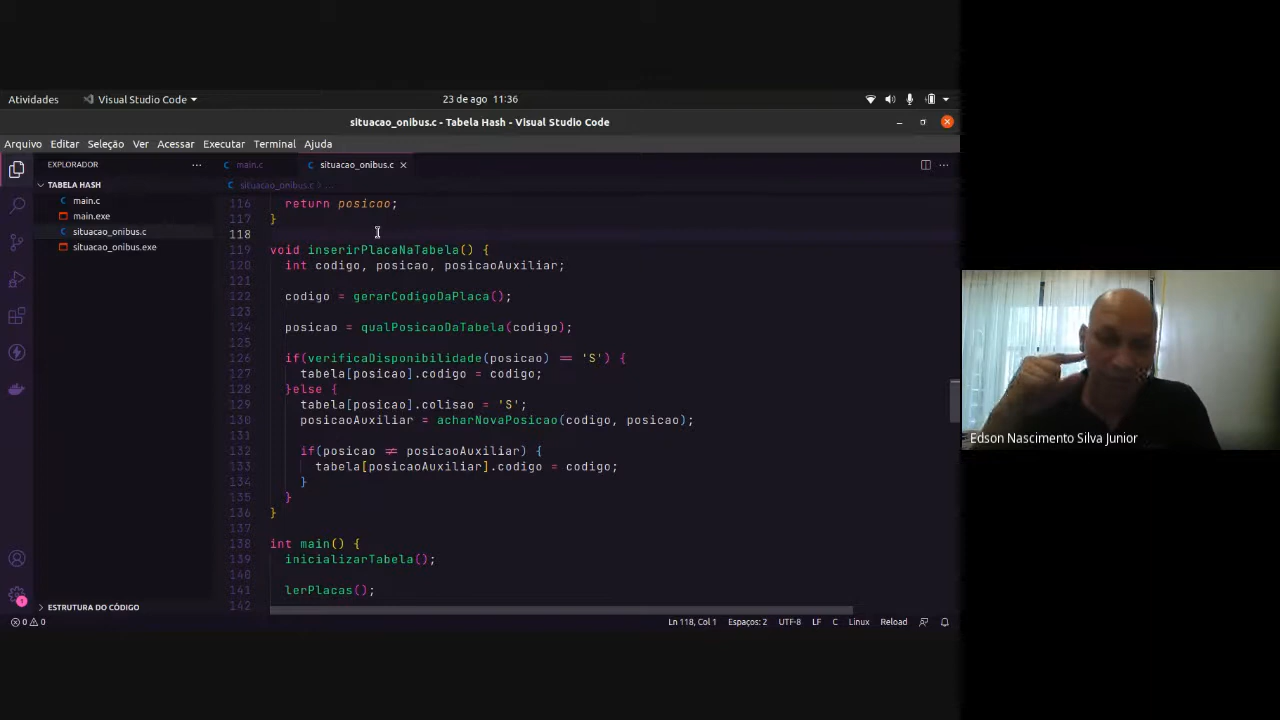 Atividades Visual Studio Code 23 de ago 11:36
situacao_onibus.c - Tabela Hash - Visual Studio Code
Arquivo Editar Seleção Ver Acessar Executar Terminal Ajuda
EXPLORADOR ··· main.c situacao_onibus.c
TABELA HASH
situacao_onibus.c > ...
main.c
main.exe
situacao_onibus.c
situacao_onibus.exe
116 return posicao;
117 }
118
119 void inserirPlacaNaTabela() {
120 int codigo, posicao, posicaoAuxiliar;
121
122 codigo = gerarCodigoDaPlaca();
123
124 posicao = qualPosicaoDaTabela(codigo);
125
126 if(verificaDisponibilidade(posicao) == 'S') {
127 tabela[posicao].codigo = codigo;
128 }else {
129 tabela[posicao].colisao = 'S';
130 posicaoAuxiliar = acharNovaPosicao(codigo, posicao);
131
132 if(posicao ≠ posicaoAuxiliar) {
133 tabela[posicaoAuxiliar].codigo = codigo;
134 }
135 }
136 }
137
138 int main() {
139 inicializarTabela();
140
141 lerPlacas();
142
ESTRUTURA DO CÓDIGO
0 0 Ln 118, Col 1 Espaços: 2 UTF-8 LF C Linux Reload
Edson Nascimento Silva Junior